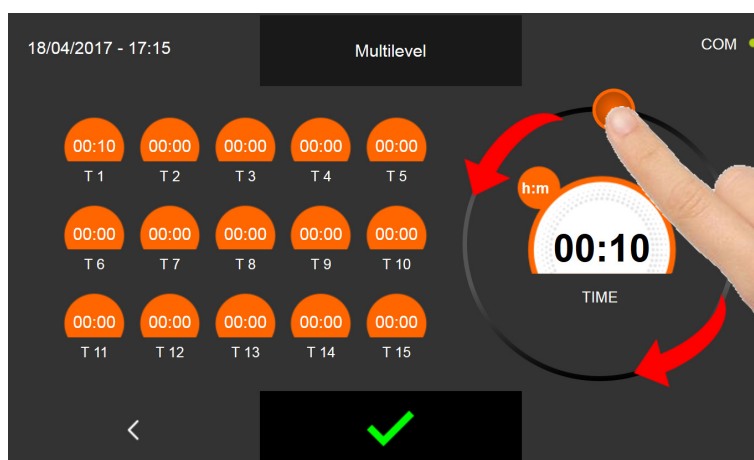 18/04/2017 - 17:15
Multilevel
COM
00:10 00:00 00:00 00:00 00:00
T 1 T 2 T 3 T 4 T 5
00:00 00:00 00:00 00:00 00:00
T 6 T 7 T 8 T 9 T 10
00:00 00:00 00:00 00:00 00:00
T 11 T 12 T 13 T 14 T 15
h:m
00:10
TIME